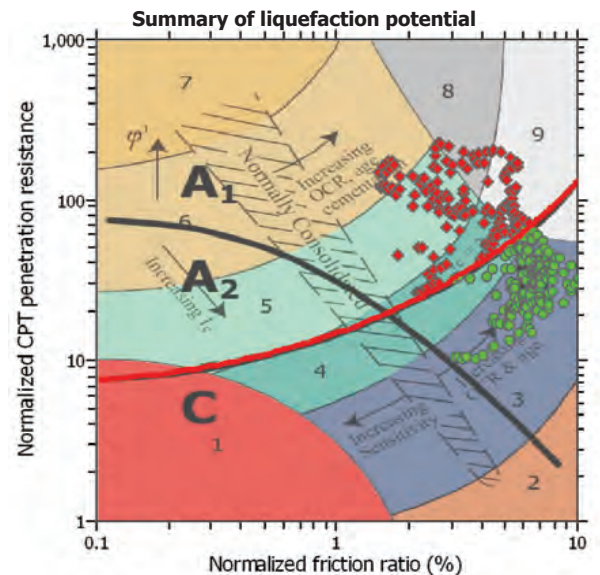 Summary of liquefaction potential
Normalized CPT penetration resistance
1,000
100
10
1
7
8
9
φ'
A1
6
Increasing
OCR, age
cementation
Normally Consolidated
A2
Increasing Ic
5
4
C
1
Increasing
Sensitivity
Increasing
OCR & age
3
2
0.1
1
10
Normalized friction ratio (%)